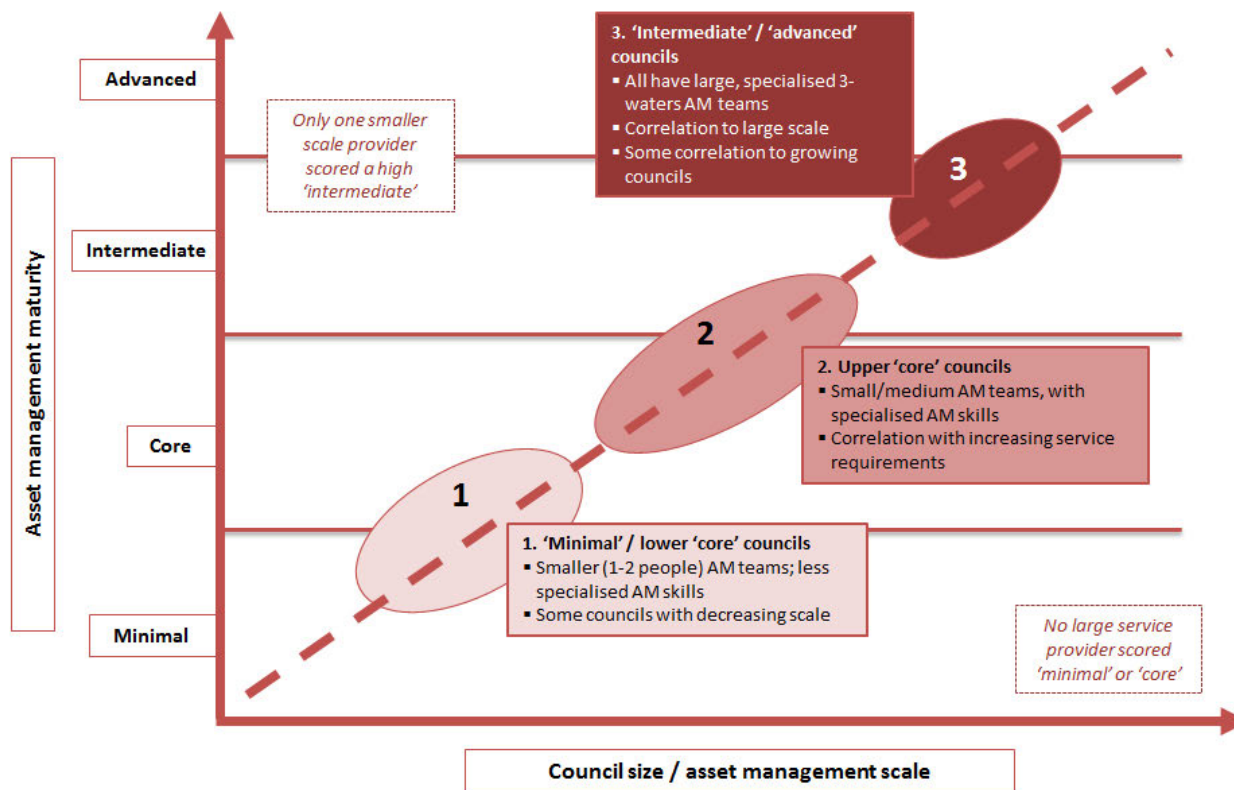 Advanced
Intermediate
Core
Minimal
Asset management maturity
Only one smaller
scale provider
scored a high
‘intermediate’
3. ‘Intermediate’ / ‘advanced’
councils
▪ All have large, specialised 3-
waters AM teams
▪ Correlation to large scale
▪ Some correlation to growing
councils
3
2
2. Upper ‘core’ councils
▪ Small/medium AM teams, with
specialised AM skills
▪ Correlation with increasing service
requirements
1
1. ‘Minimal’ / lower ‘core’ councils
▪ Smaller (1-2 people) AM teams; less
specialised AM skills
▪ Some councils with decreasing scale
No large service
provider scored
‘minimal’ or ‘core’
Council size / asset management scale